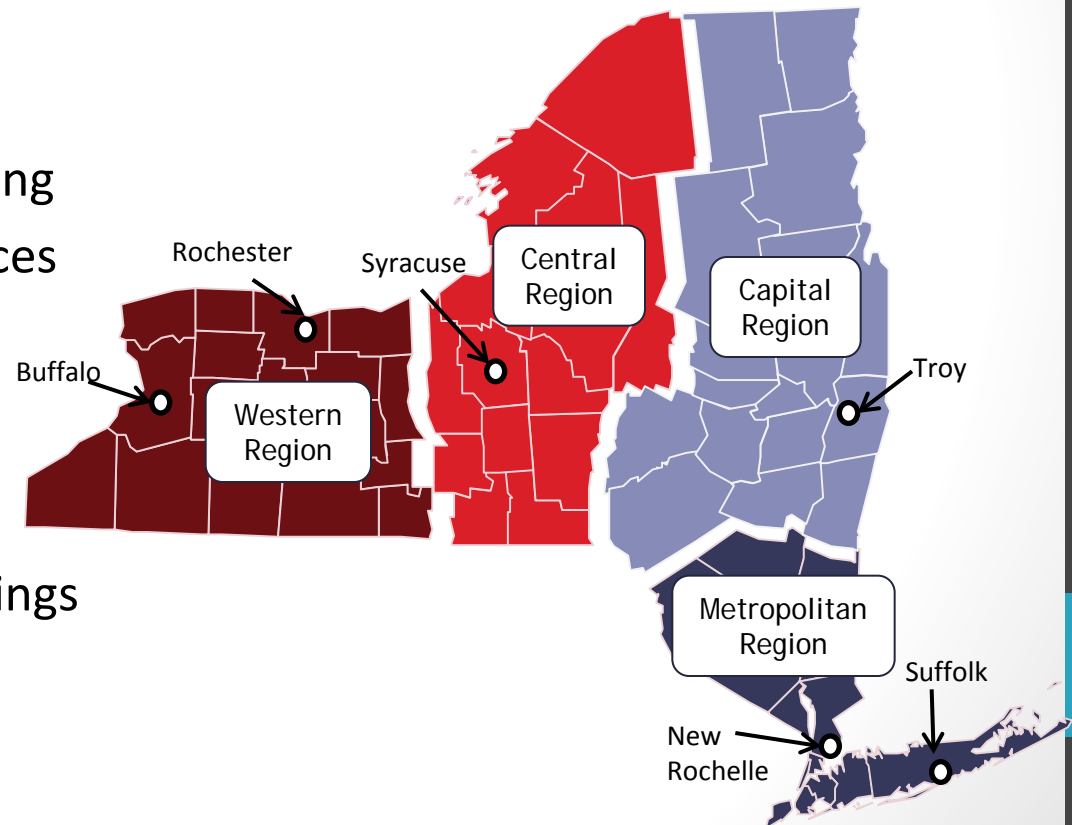 ng
ces
ings
Rochester
Syracuse
Central
Region
Capital
Region
Buffalo
Troy
Western
Region
Metropolitan
Region
Suffolk
New
Rochelle